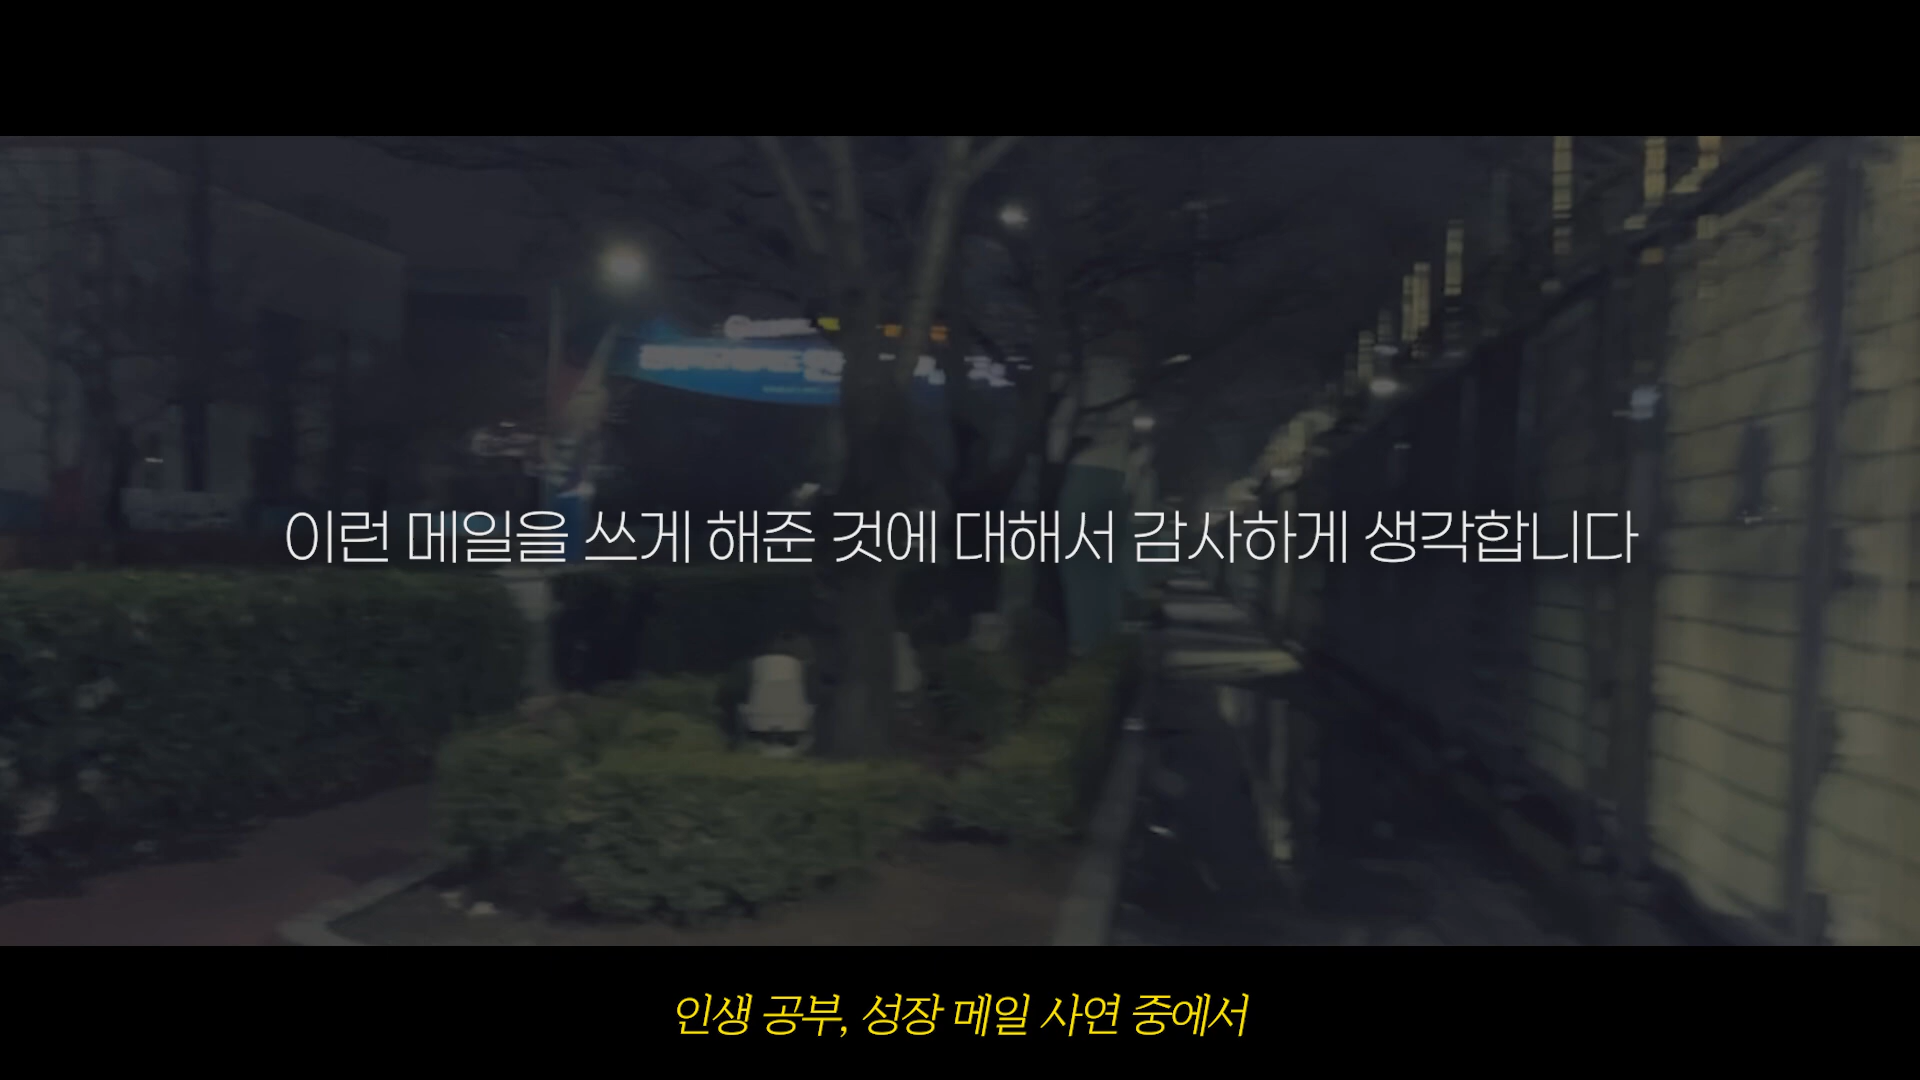 이런 메일을 쓰게 해준 것에 대해서 감사하게 생각합니다
인생 공부, 성장 메일 사연 중에서